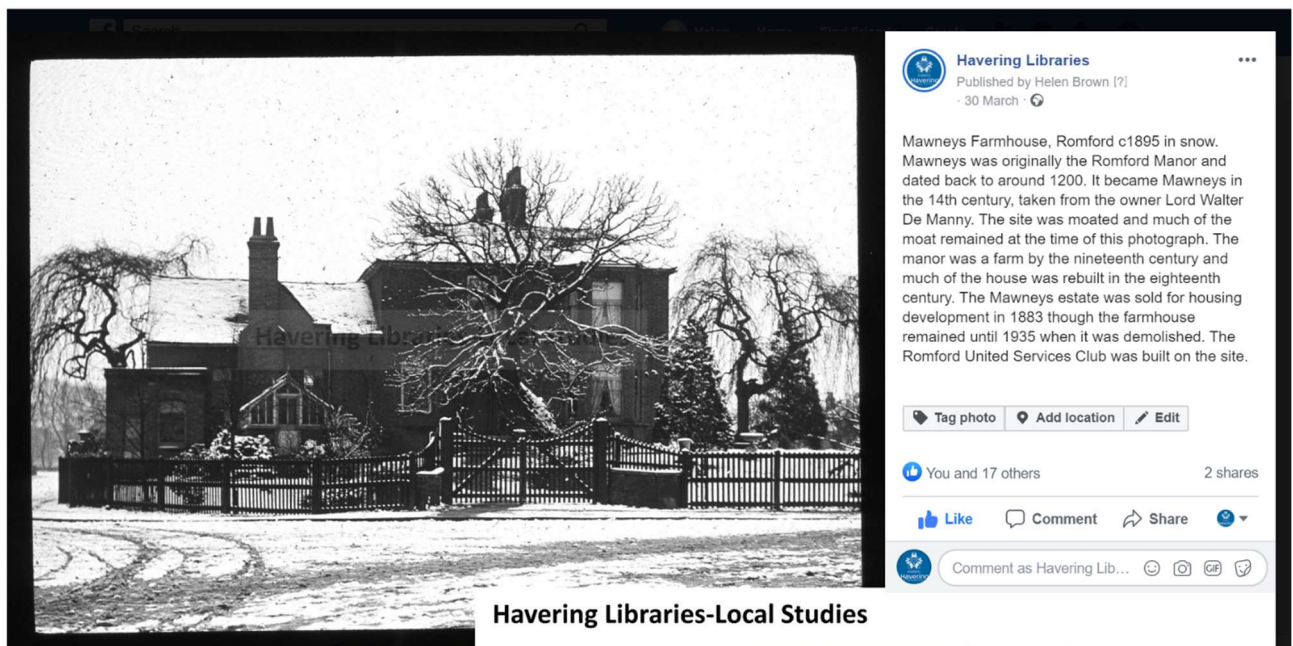 Search
Havering Libraries
Published by Helen Brown [?]
· 30 March ·
Mawneys Farmhouse, Romford c1895 in snow.
Mawneys was originally the Romford Manor and
dated back to around 1200. It became Mawneys in
the 14th century, taken from the owner Lord Walter
De Manny. The site was moated and much of the
moat remained at the time of this photograph. The
manor was a farm by the nineteenth century and
much of the house was rebuilt in the eighteenth
century. The Mawneys estate was sold for housing
development in 1883 though the farmhouse
remained until 1935 when it was demolished. The
Romford United Services Club was built on the site.
Tag photo Add location Edit
You and 17 others 2 shares
Like Comment Share
Comment as Havering Lib... GIF
Havering Libraries-Local Studies
Havering Libraries